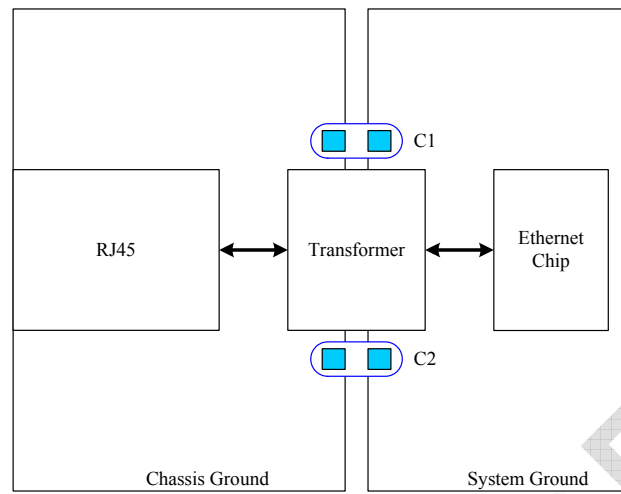 C1
RJ45
Transformer
Ethernet
Chip
C2
Chassis Ground
System Ground